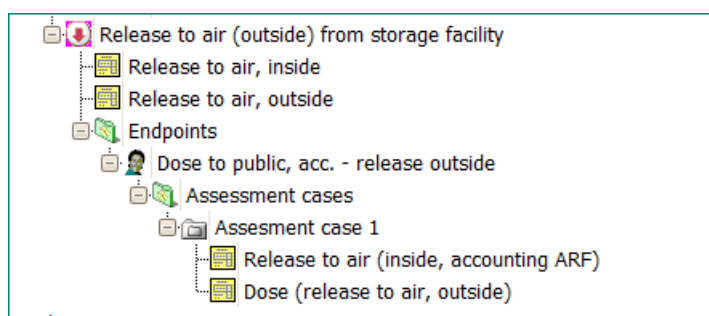 Release to air (outside) from storage facility
Release to air, inside
Release to air, outside
Endpoints
Dose to public, acc. - release outside
Assessment cases
Assesment case 1
Release to air (inside, accounting ARF)
Dose (release to air, outside)